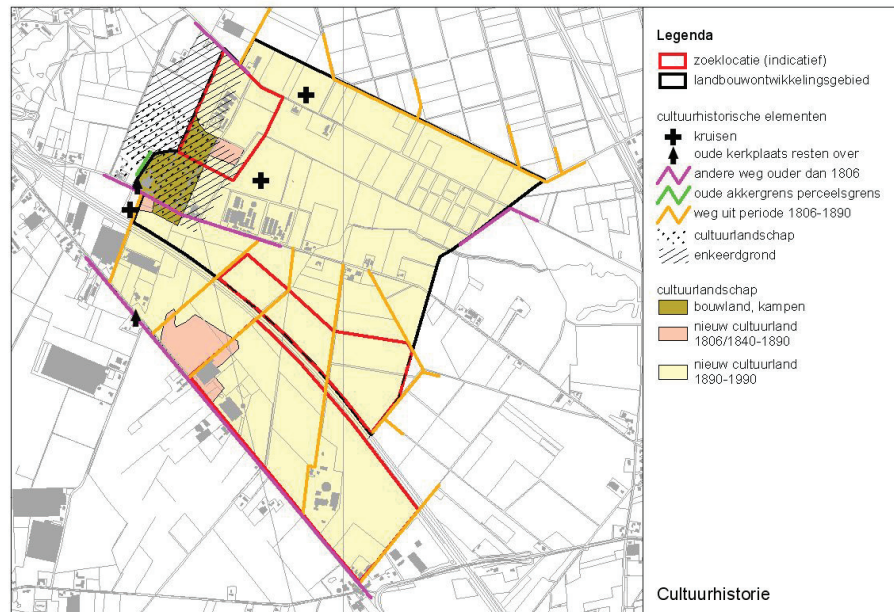 Legenda
zoeklocatie (indicatief)
landbouwontwikkelingsgebied
cultuurhistorische elementen
kruisen
oude kerkplaats resten over
andere weg ouder dan 1806
oude akkergrens perceelsgrens
weg uit periode 1806-1890
cultuurlandschap
enkeerdgrond
cultuurlandschap
bouwland, kampen
nieuw cultuurland
1806/1840-1890
nieuw cultuurland
1890-1990
Cultuurhistorie